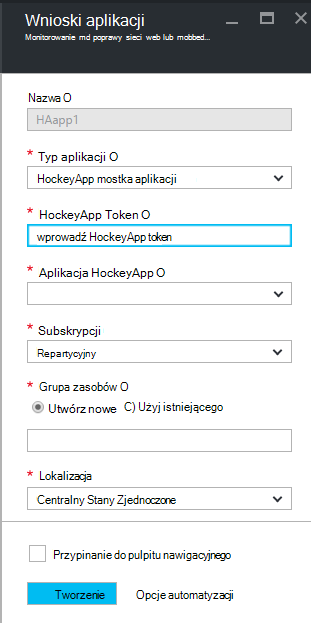 Wnioski aplikacji
Monitorowanie md poprawy sieci web lub mobbed...
Nazwa O
HAapp1
* Typ aplikacji O
HockeyApp mostka aplikacji
* HockeyApp Token O
wprowadź HockeyApp token
* Aplikacja HockeyApp O
* Subskrypcji
Repartycyjny
* Grupa zasobów O
Utwórz nowe C) Użyj istniejącego
* Lokalizacja
Centralny Stany Zjednoczone
Przypinanie do pulpitu nawigacyjnego
Tworzenie Opcje automatyzacji